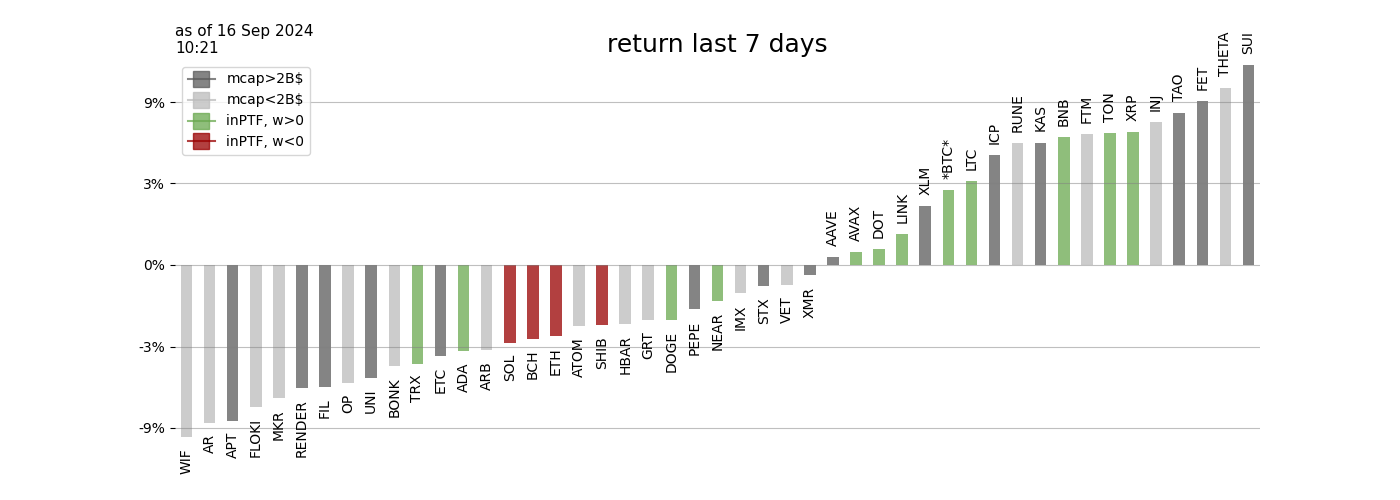 as of 16 Sep 2024
10:21
return last 7 days
mcap>2B$
mcap<2B$
inPTF, w>0
inPTF, w<0
9%
3%
0%
-3%
-9%
WIF
AR
APT
FLOKI
MKR
RENDER
FIL
OP
UNI
BONK
TRX
ETC
ADA
ARB
SOL
BCH
ETH
ATOM
SHIB
HBAR
GRT
DOGE
PEPE
NEAR
IMX
STX
VET
XMR
AAVE
AVAX
DOT
LINK
XLM
*BTC*
LTC
ICP
RUNE
KAS
BNB
FTM
TON
XRP
INJ
TAO
FET
THETA
SUI